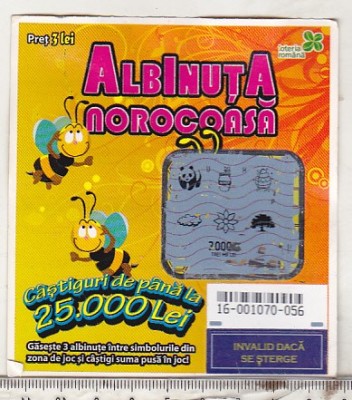 Preț 3 lei
loteria
română
ALBINUȚA
NOROCOASĂ
Câștiguri de până la
25.000 Lei
Găsește 3 albinuțe între simbolurile din
zona de joc și câștigi suma pusă în joc!
16-001070-056
INVALID DACĂ
SE ȘTERGE